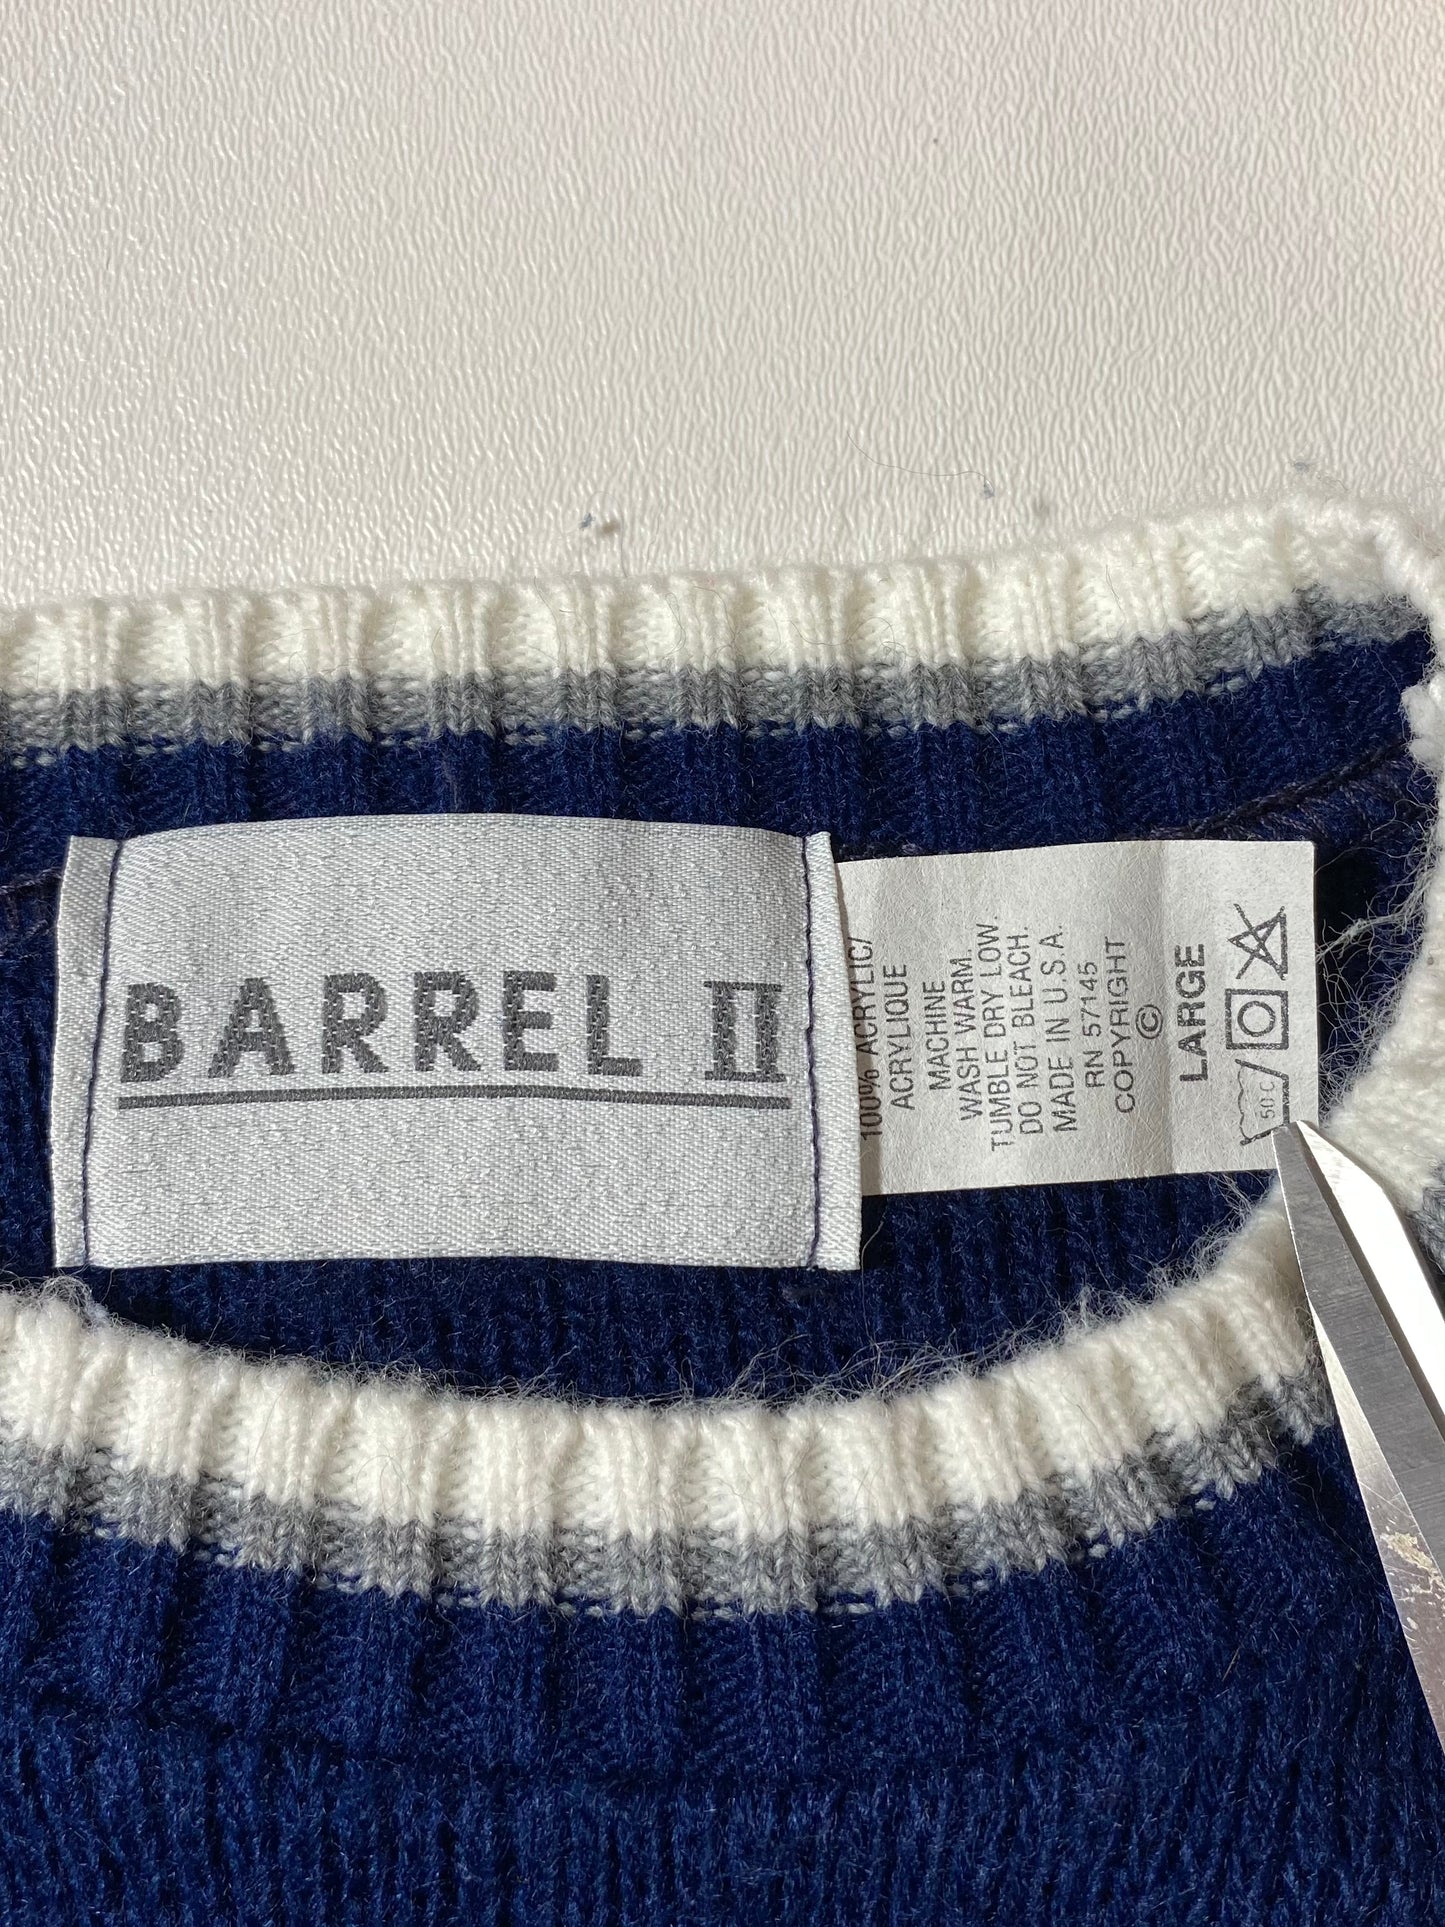 BARREL II
100% ACRYLIC/
ACRYLIQUE
MACHINE
WASH WARM.
TUMBLE DRY LOW.
DO NOT BLEACH.
MADE IN U.S.A.
RN 57145
COPYRIGHT
©
LARGE
50 C